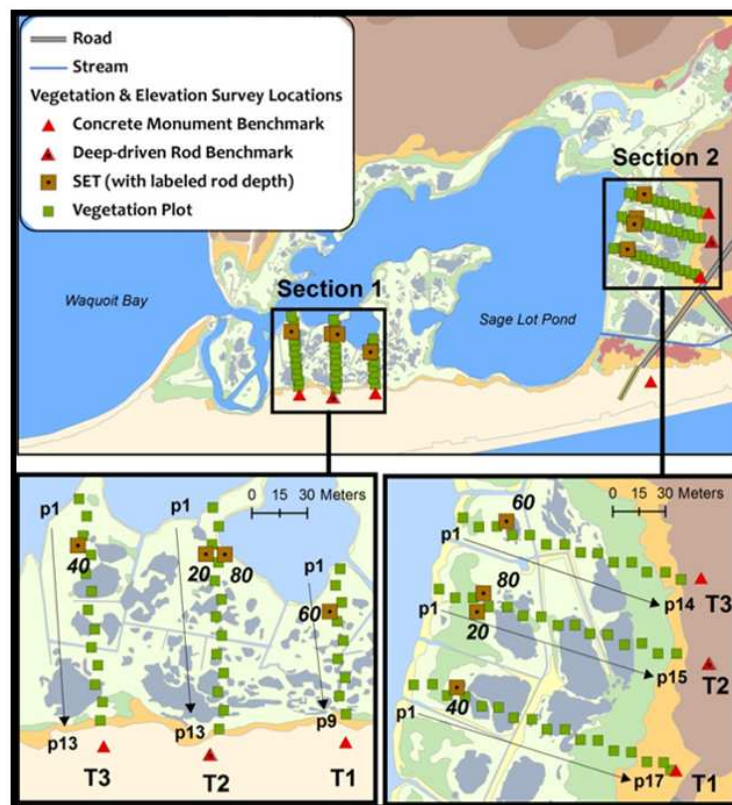 Road
Stream
Vegetation & Elevation Survey Locations
Concrete Monument Benchmark
Deep-driven Rod Benchmark
SET (with labeled rod depth)
Vegetation Plot
Section 2
Section 1
Waquoit Bay
Sage Lot Pond
0 15 30 Meters
p1
p1
40
20
80
p1
60
p13
p13
p9
T3
T2
T1
0 15 30 Meters
60
p1
80
p14
T3
p1
20
40
p15
T2
p1
p17
T1